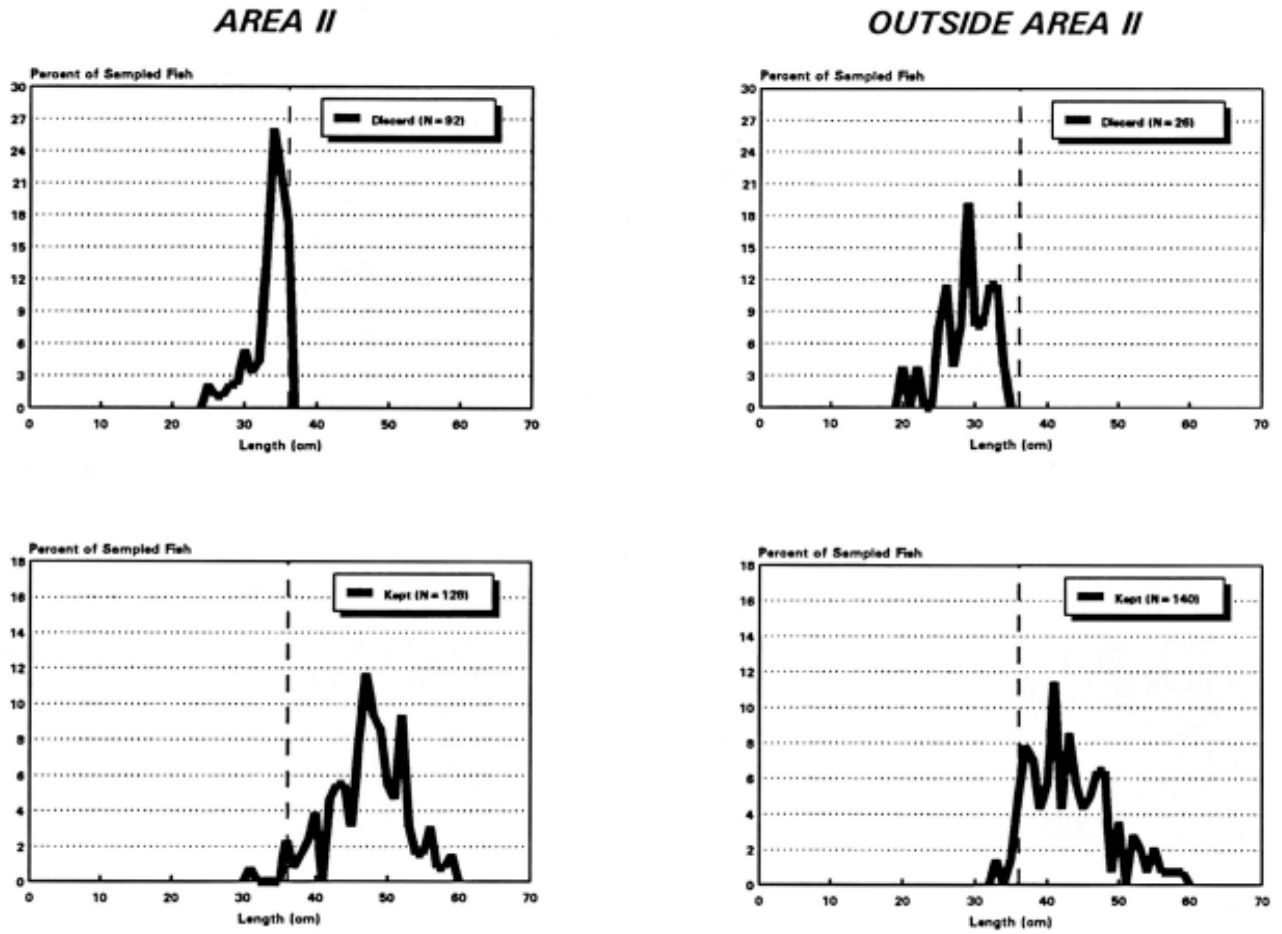 AREA II
OUTSIDE AREA II
Percent of Sampled Fish
30
27
24
21
18
15
12
9
6
3
0
Discard (N = 92)
0 10 20 30 40 50 60 70
Length (cm)
Percent of Sampled Fish
30
27
24
21
18
15
12
9
6
3
0
Discard (N = 26)
0 10 20 30 40 50 60 70
Length (cm)
Percent of Sampled Fish
18
16
14
12
10
8
6
4
2
0
Kept (N = 128)
0 10 20 30 40 50 60 70
Length (cm)
Percent of Sampled Fish
18
16
14
12
10
8
6
4
2
0
Kept (N = 140)
0 10 20 30 40 50 60 70
Length (cm)